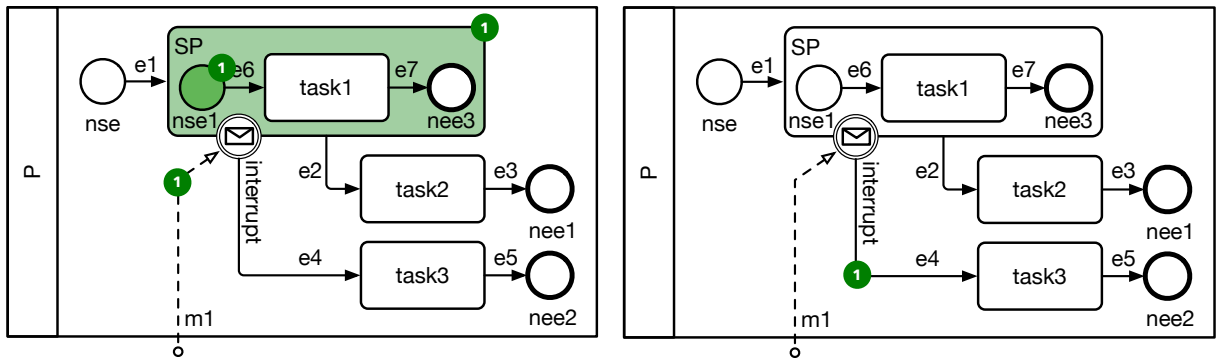 P
SP
1
e1
1
e6
task1
e7
nse
nse1
nee3
1
interrupt
e2
task2
e3
nee1
e4
task3
e5
nee2
m1
P
SP
e1
e6
task1
e7
nse
nse1
nee3
interrupt
e2
task2
e3
nee1
1
e4
task3
e5
nee2
m1